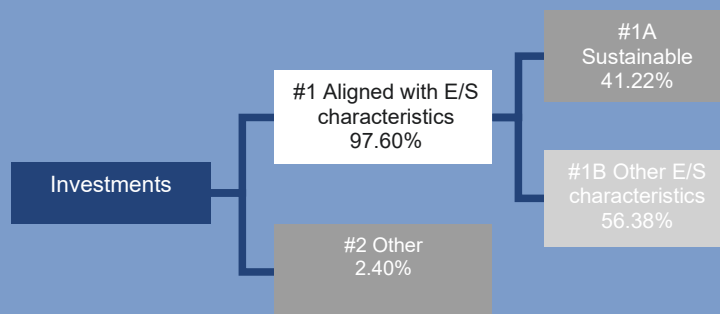 #1A
Sustainable
41.22%
#1 Aligned with E/S
characteristics
97.60%
#1B Other E/S
characteristics
56.38%
Investments
#2 Other
2.40%